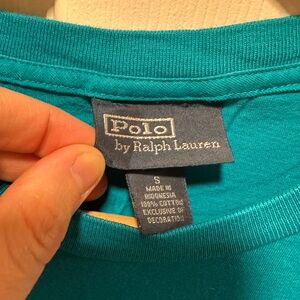 Polo
by Ralph Lauren
S
MADE IN
INDONESIA
100% COTTON
EXCLUSIVE OF
DECORATION